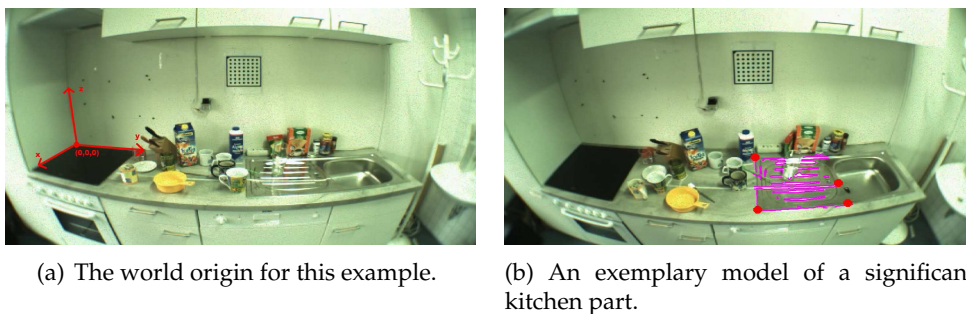 z
y
x
(0,0,0)
(a) The world origin for this example.
(b) An exemplary model of a significan
kitchen part.